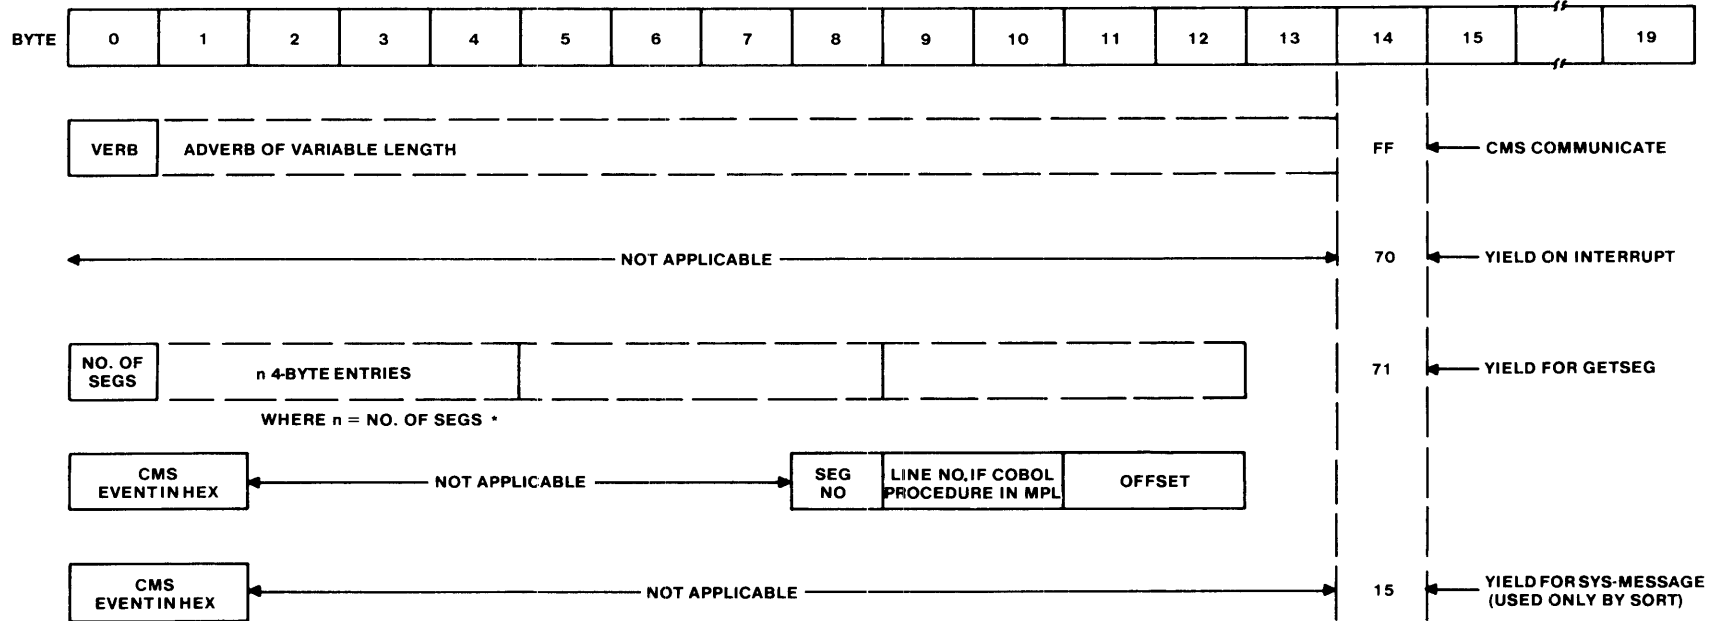 BYTE 0 1 2 3 4 5 6 7 8 9 10 11 12 13 14 15 19
VERB ADVERB OF VARIABLE LENGTH FF CMS COMMUNICATE
NOT APPLICABLE 70 YIELD ON INTERRUPT
NO. OF
SEGS
n 4-BYTE ENTRIES 71 YIELD FOR GETSEG
WHERE n = NO. OF SEGS *
CMS
EVENT IN HEX
NOT APPLICABLE
SEG
NO
LINE NO. IF COBOL
PROCEDURE IN MPL
OFFSET
CMS
EVENT IN HEX
NOT APPLICABLE 15
YIELD FOR SYS-MESSAGE
(USED ONLY BY SORT)